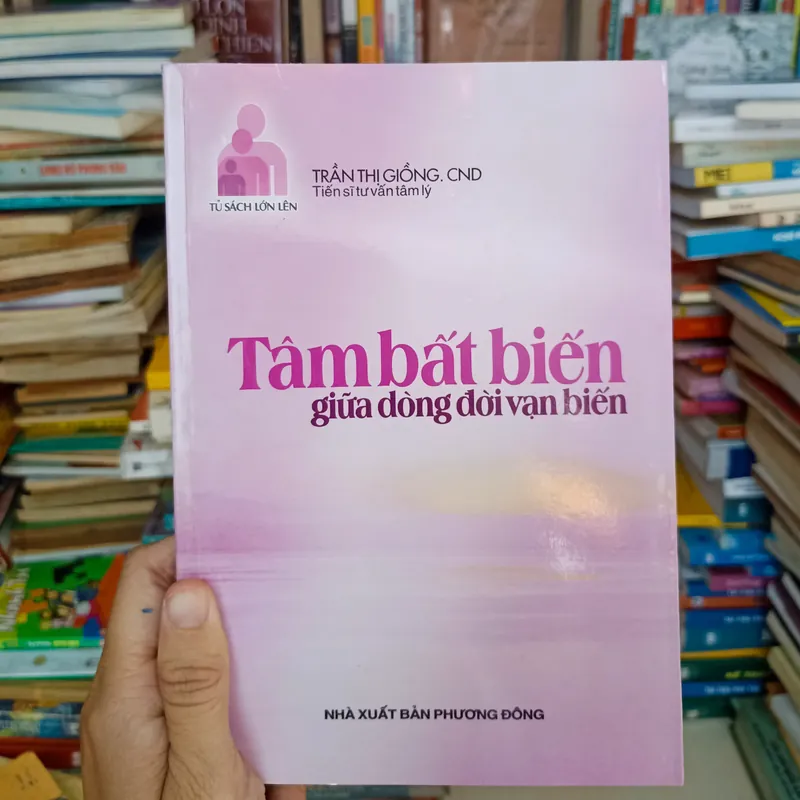 TỦ SÁCH LỚN LÊN
TRẦN THỊ GIỒNG. CND
Tiến sĩ tư vấn tâm lý
Tâm bất biến
giữa dòng đời vạn biến
NHÀ XUẤT BẢN PHƯƠNG ĐÔNG